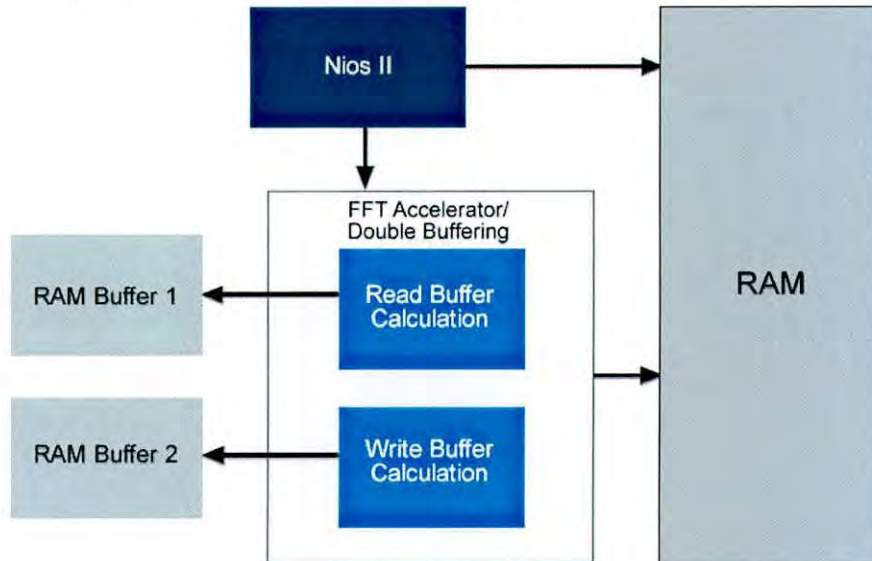 Nios II
FFT Accelerator/
Double Buffering
RAM Buffer 1
Read Buffer
Calculation
RAM
RAM Buffer 2
Write Buffer
Calculation